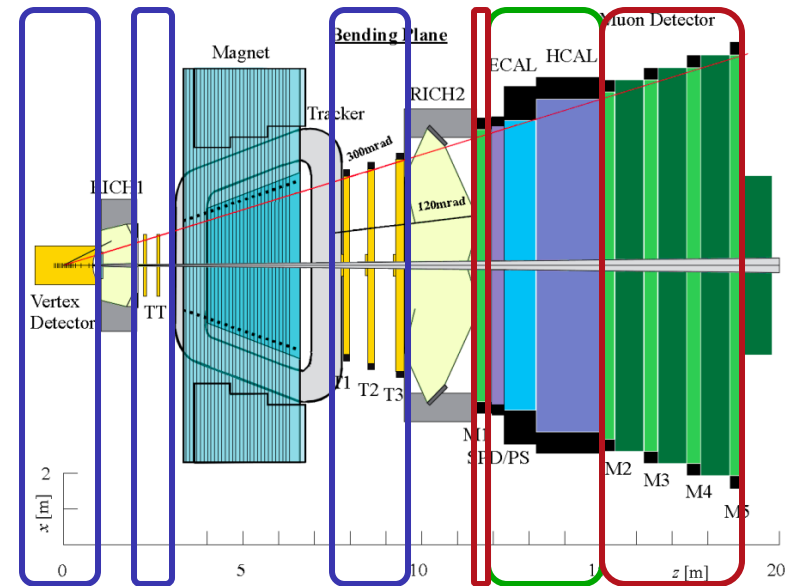 Muon Detector
Bending Plane
Magnet
ECAL
HCAL
RICH2
Tracker
300mrad
RICH1
120mrad
Vertex
Detector
TT
T1
T2
T3
M1
SPD/PS
M2
M3
M4
M5
2
x [m]
0
5
10
z [m]
20